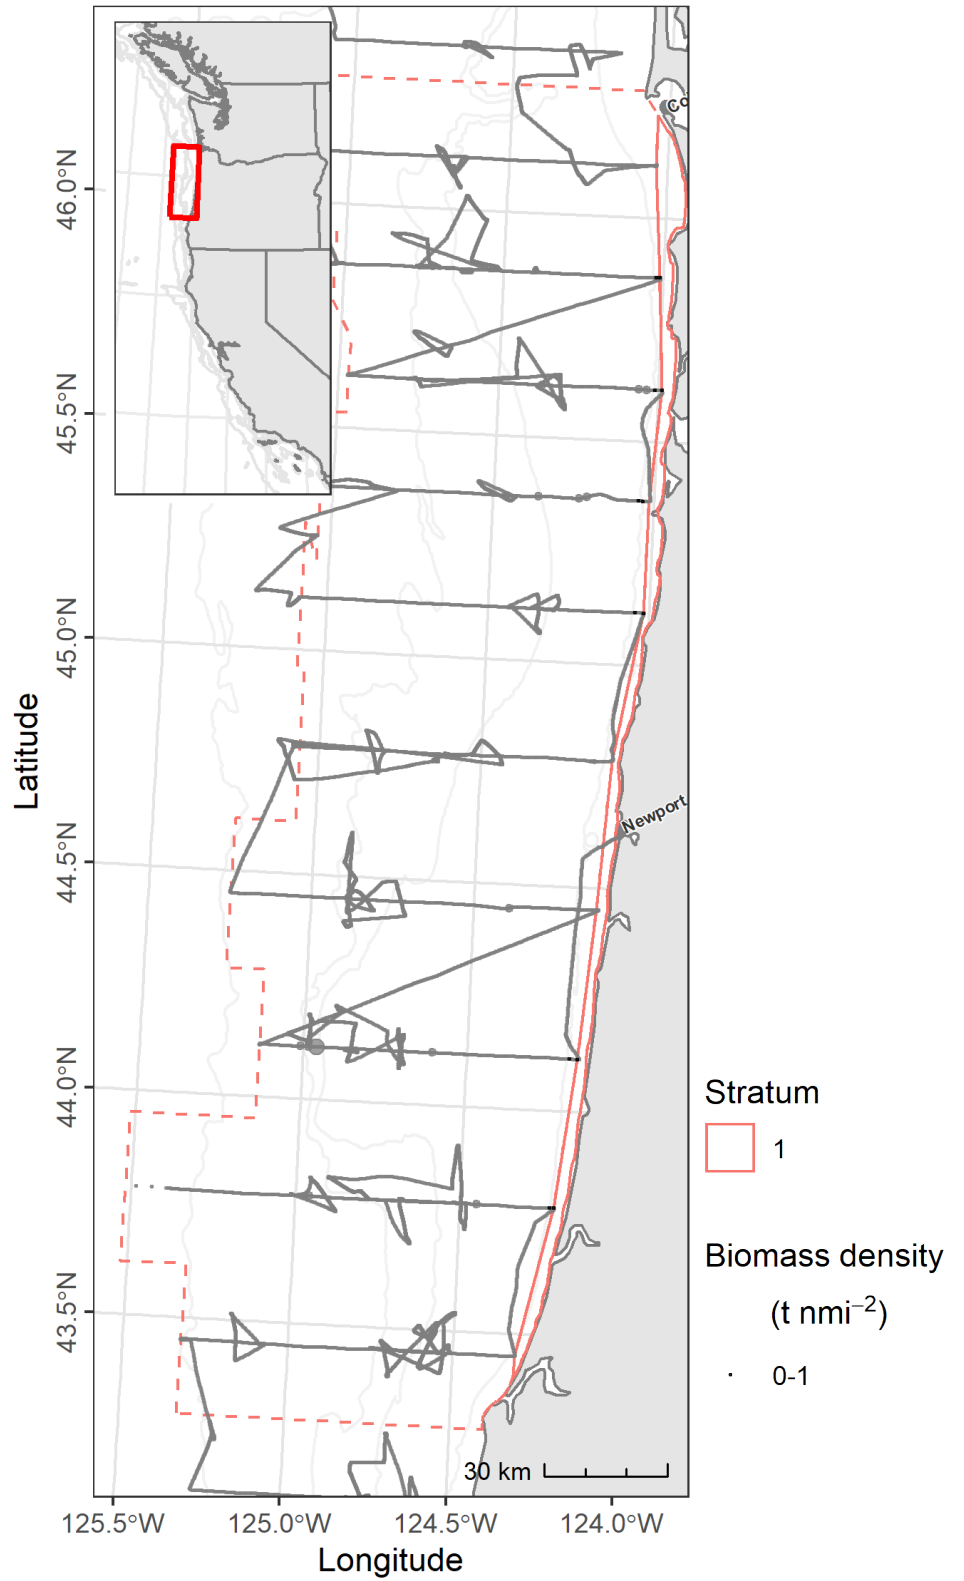 Co
46.0°N
45.5°N
45.0°N
Latitude
Newport
44.5°N
44.0°N
43.5°N
Stratum
1
Biomass density
(t nmi−2)
0-1
30 km
125.5°W 125.0°W 124.5°W 124.0°W
Longitude